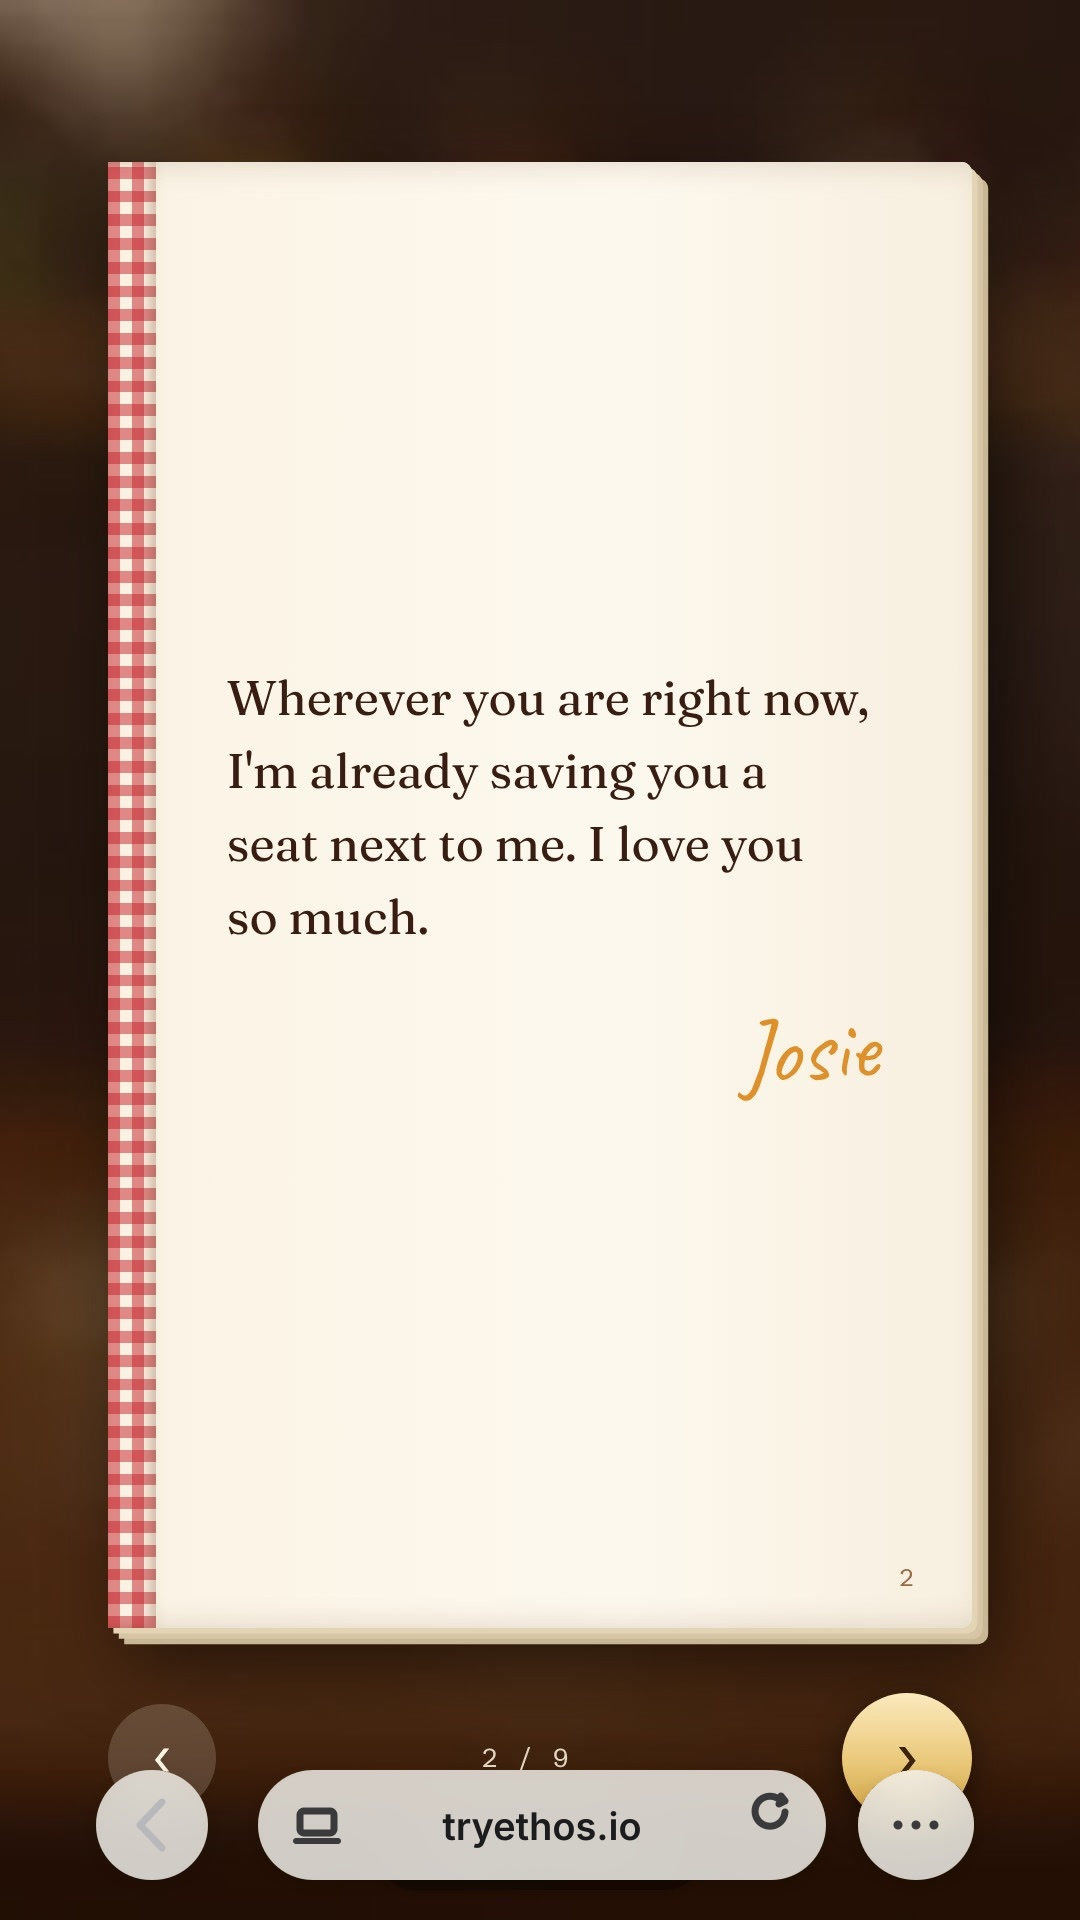 Wherever you are right now,
I'm already saving you a
seat next to me. I love you
so much.
Josie
2
‹
2 / 9
›
tryethos.io